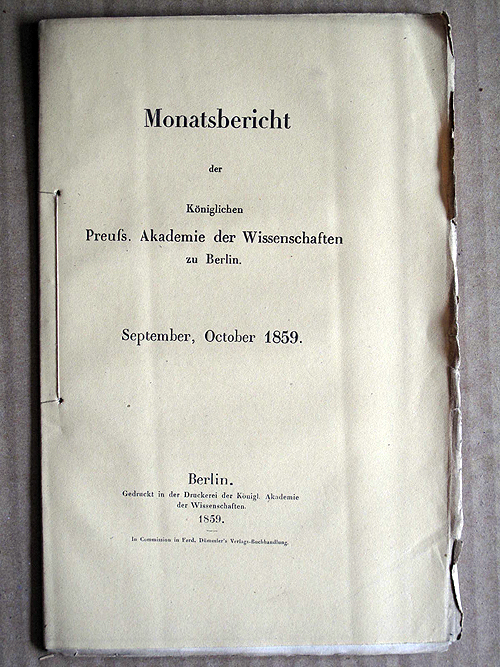 Monatsbericht
der
Königlichen
Preuſs. Akademie der Wissenschaften
zu Berlin.
September, October 1859.
Berlin.
Gedruckt in der Druckerei der Königl. Akademie
der Wissenschaften.
1859.
In Commission in Ferd. Dümmler's Verlags-Buchhandlung.